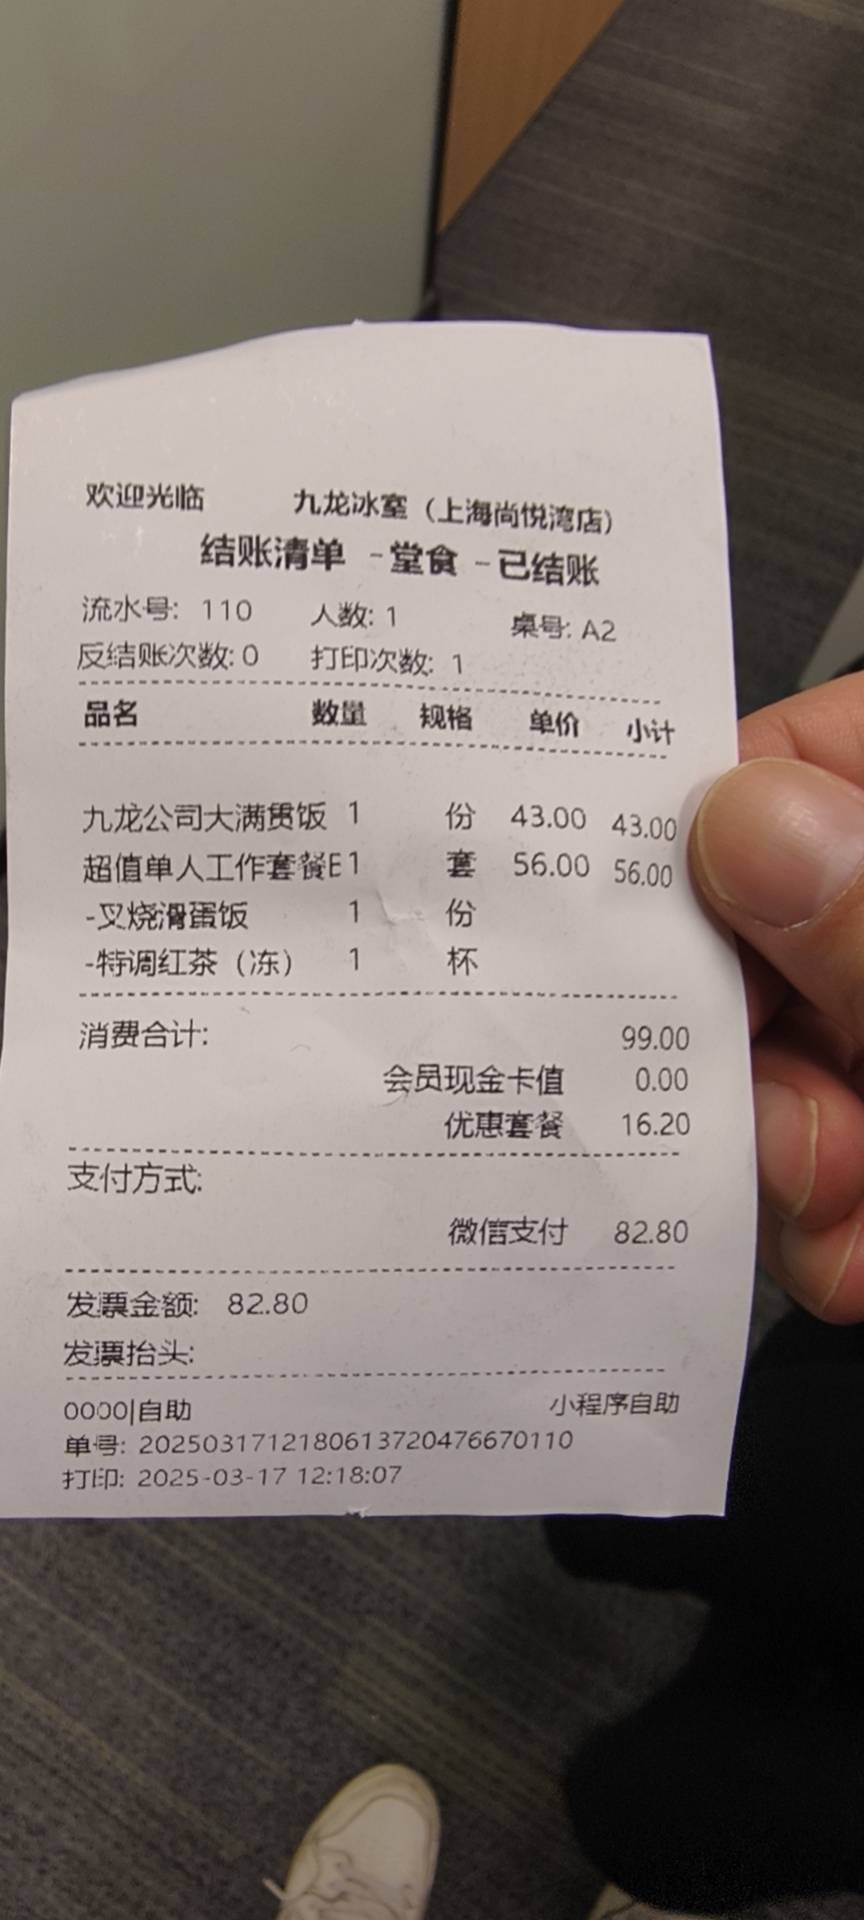 欢迎光临 九龙冰室（上海尚悦湾店）
结账清单 -堂食 -已结账
流水号: 110 人数: 1 桌号: A2
反结账次数: 0 打印次数: 1
品名 数量 规格 单价 小计
九龙公司大满贯饭 1 份 43.00 43.00
超值单人工作套餐E 1 套 56.00 56.00
-叉烧滑蛋饭 1 份
-特调红茶（冻） 1 杯
消费合计: 99.00
会员现金卡值 0.00
优惠套餐 16.20
支付方式:
微信支付 82.80
发票金额: 82.80
发票抬头:
0000|自助 小程序自助
单号: 2025031712180613720476670110
打印: 2025-03-17 12:18:07